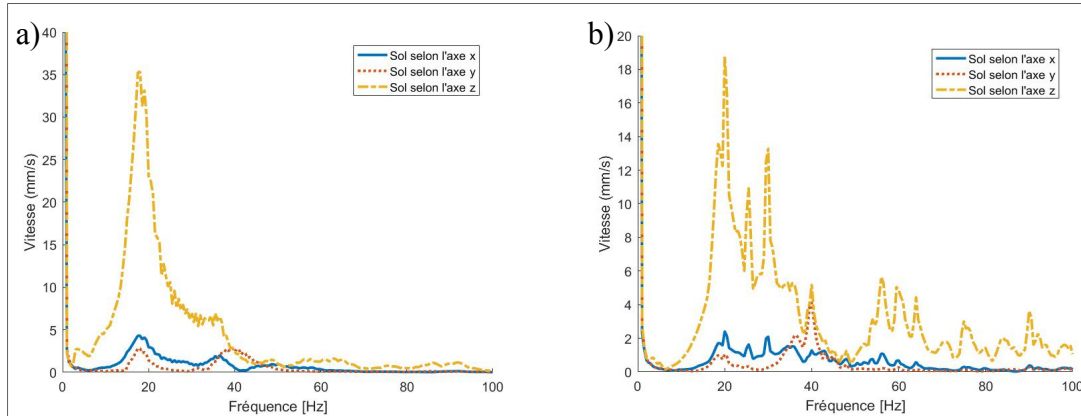 a)
40
35
30
25
20
15
10
5
0
Vitesse (mm/s)
0 20 40 60 80 100
Fréquence [Hz]
Sol selon l'axe x
Sol selon l'axe y
Sol selon l'axe z
b)
20
18
16
14
12
10
8
6
4
2
0
Vitesse (mm/s)
0 20 40 60 80 100
Fréquence [Hz]
Sol selon l'axe x
Sol selon l'axe y
Sol selon l'axe z